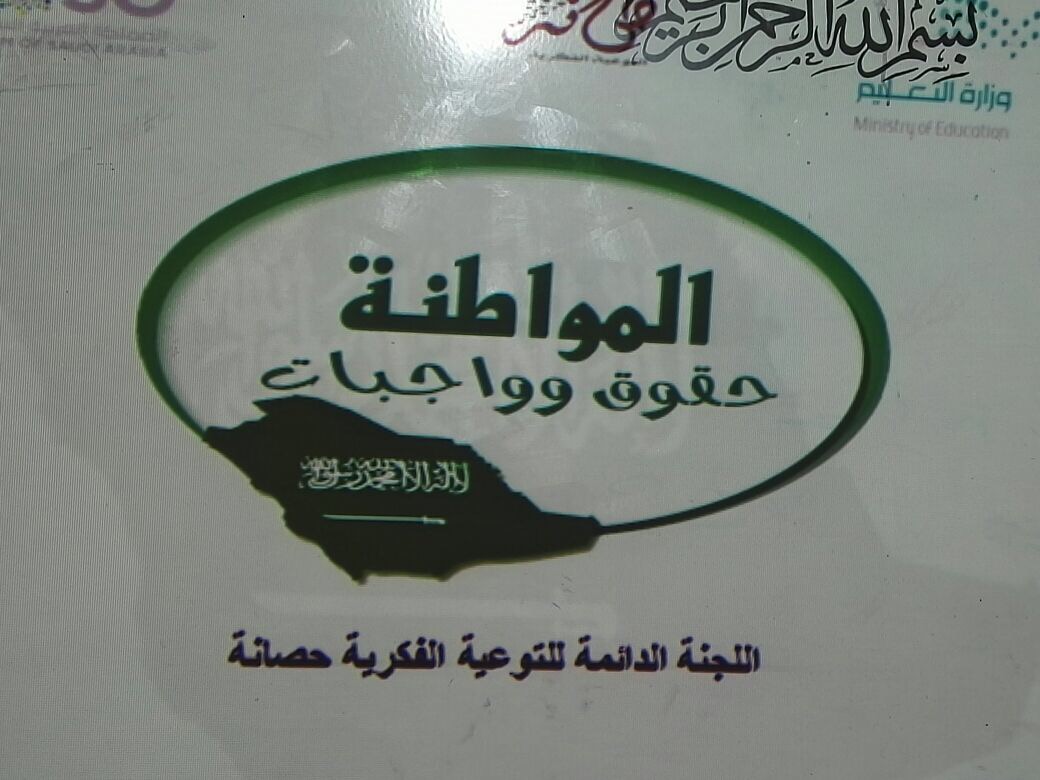 بسم الله الرحمن الرحيم
وزارة التعليم
Ministry of Education
المواطنة
حقوق وواجبات
لا إله إلا الله محمد رسول الله
اللجنة الدائمة للتوعية الفكرية حصانة